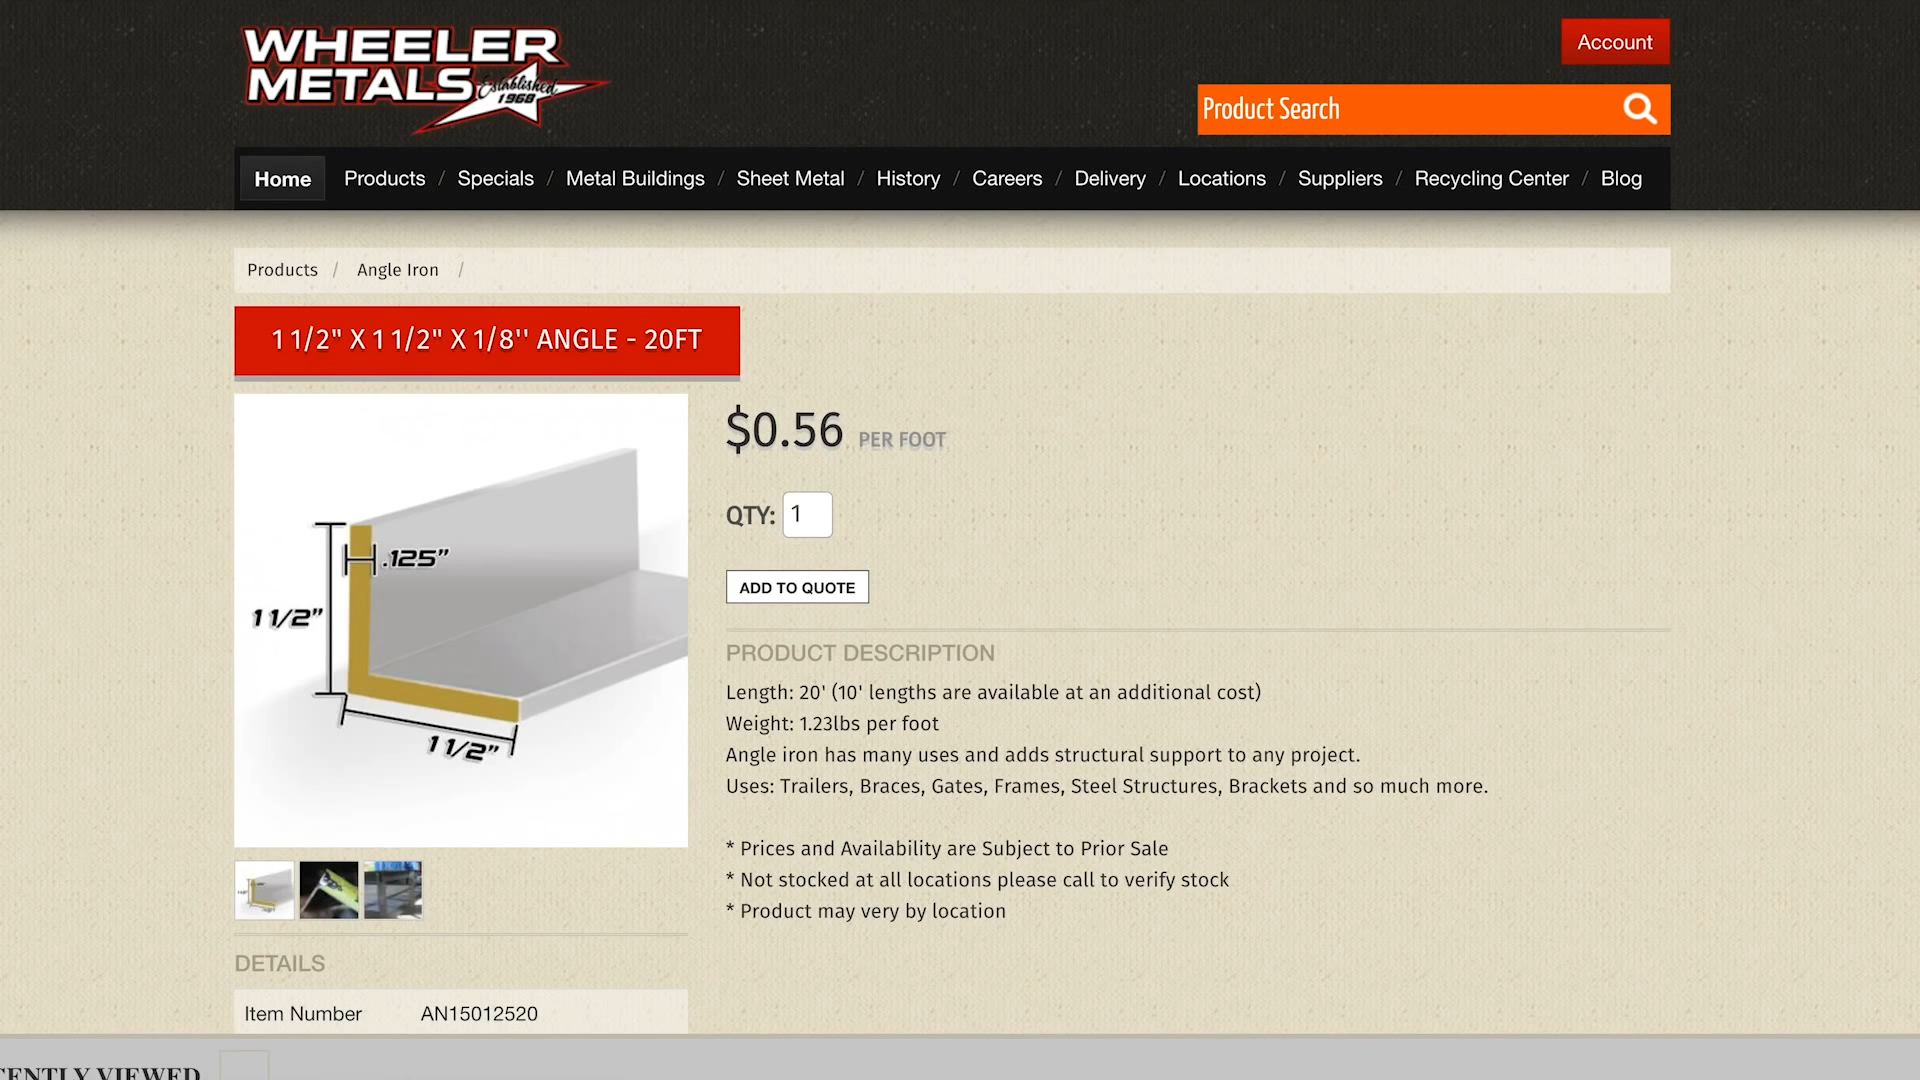 WHEELER
METALS
Established
1968
Account
Product Search
Home
Products / Specials / Metal Buildings / Sheet Metal / History / Careers / Delivery / Locations / Suppliers / Recycling Center / Blog
Products / Angle Iron /
1 1/2" X 1 1/2" X 1/8'' ANGLE - 20FT
$0.56 PER FOOT
QTY: 1
ADD TO QUOTE
.125"
1 1/2"
1 1/2"
PRODUCT DESCRIPTION
Length: 20' (10' lengths are available at an additional cost)
Weight: 1.23lbs per foot
Angle iron has many uses and adds structural support to any project.
Uses: Trailers, Braces, Gates, Frames, Steel Structures, Brackets and so much more.
* Prices and Availability are Subject to Prior Sale
* Not stocked at all locations please call to verify stock
* Product may very by location
DETAILS
Item Number AN15012520
CENTLY VIEWED